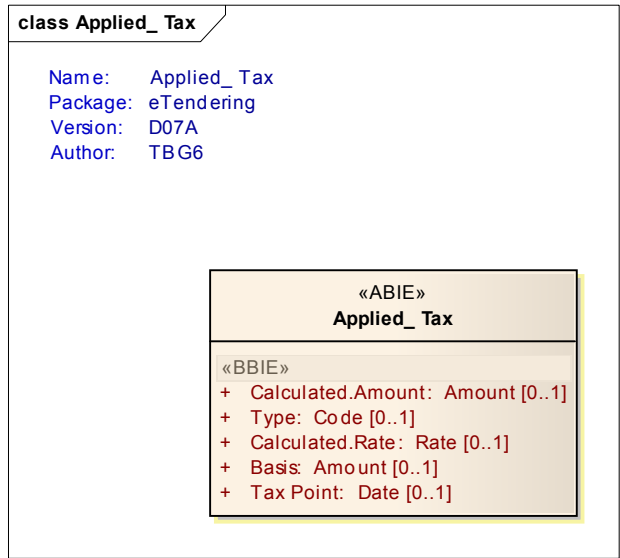 class Applied_ Tax
Name: Applied_ Tax
Package: eTendering
Version: D07A
Author: TBG6
«ABIE»
Applied_ Tax
«BBIE»
+ Calculated.Amount: Amount [0..1]
+ Type: Code [0..1]
+ Calculated.Rate: Rate [0..1]
+ Basis: Amount [0..1]
+ Tax Point: Date [0..1]